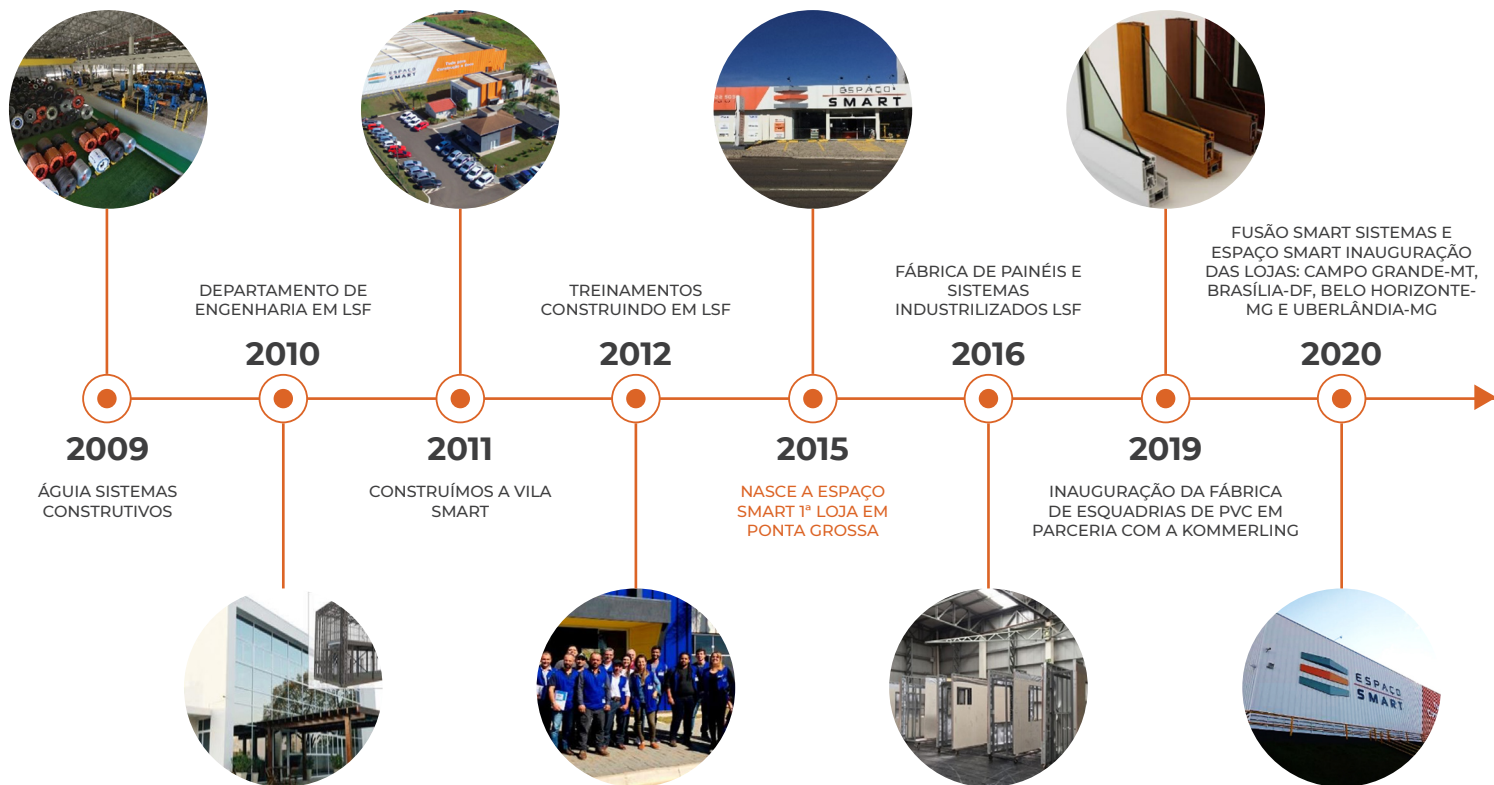 ESPAÇO
SMART
ESPAÇO
SMART
FUSÃO SMART SISTEMAS E
ESPAÇO SMART INAUGURAÇÃO
DAS LOJAS: CAMPO GRANDE-MT,
BRASÍLIA-DF, BELO HORIZONTE-
MG E UBERLÂNDIA-MG
FÁBRICA DE PAINÉIS E
SISTEMAS
INDUSTRILIZADOS LSF
DEPARTAMENTO DE
ENGENHARIA EM LSF
TREINAMENTOS
CONSTRUINDO EM LSF
2010
2012
2016
2020
2009
2011
2015
2019
ÁGUIA SISTEMAS
CONSTRUTIVOS
CONSTRUÍMOS A VILA
SMART
NASCE A ESPAÇO
SMART 1ª LOJA EM
PONTA GROSSA
INAUGURAÇÃO DA FÁBRICA
DE ESQUADRIAS DE PVC EM
PARCERIA COM A KOMMERLING
ESPAÇO
SMART